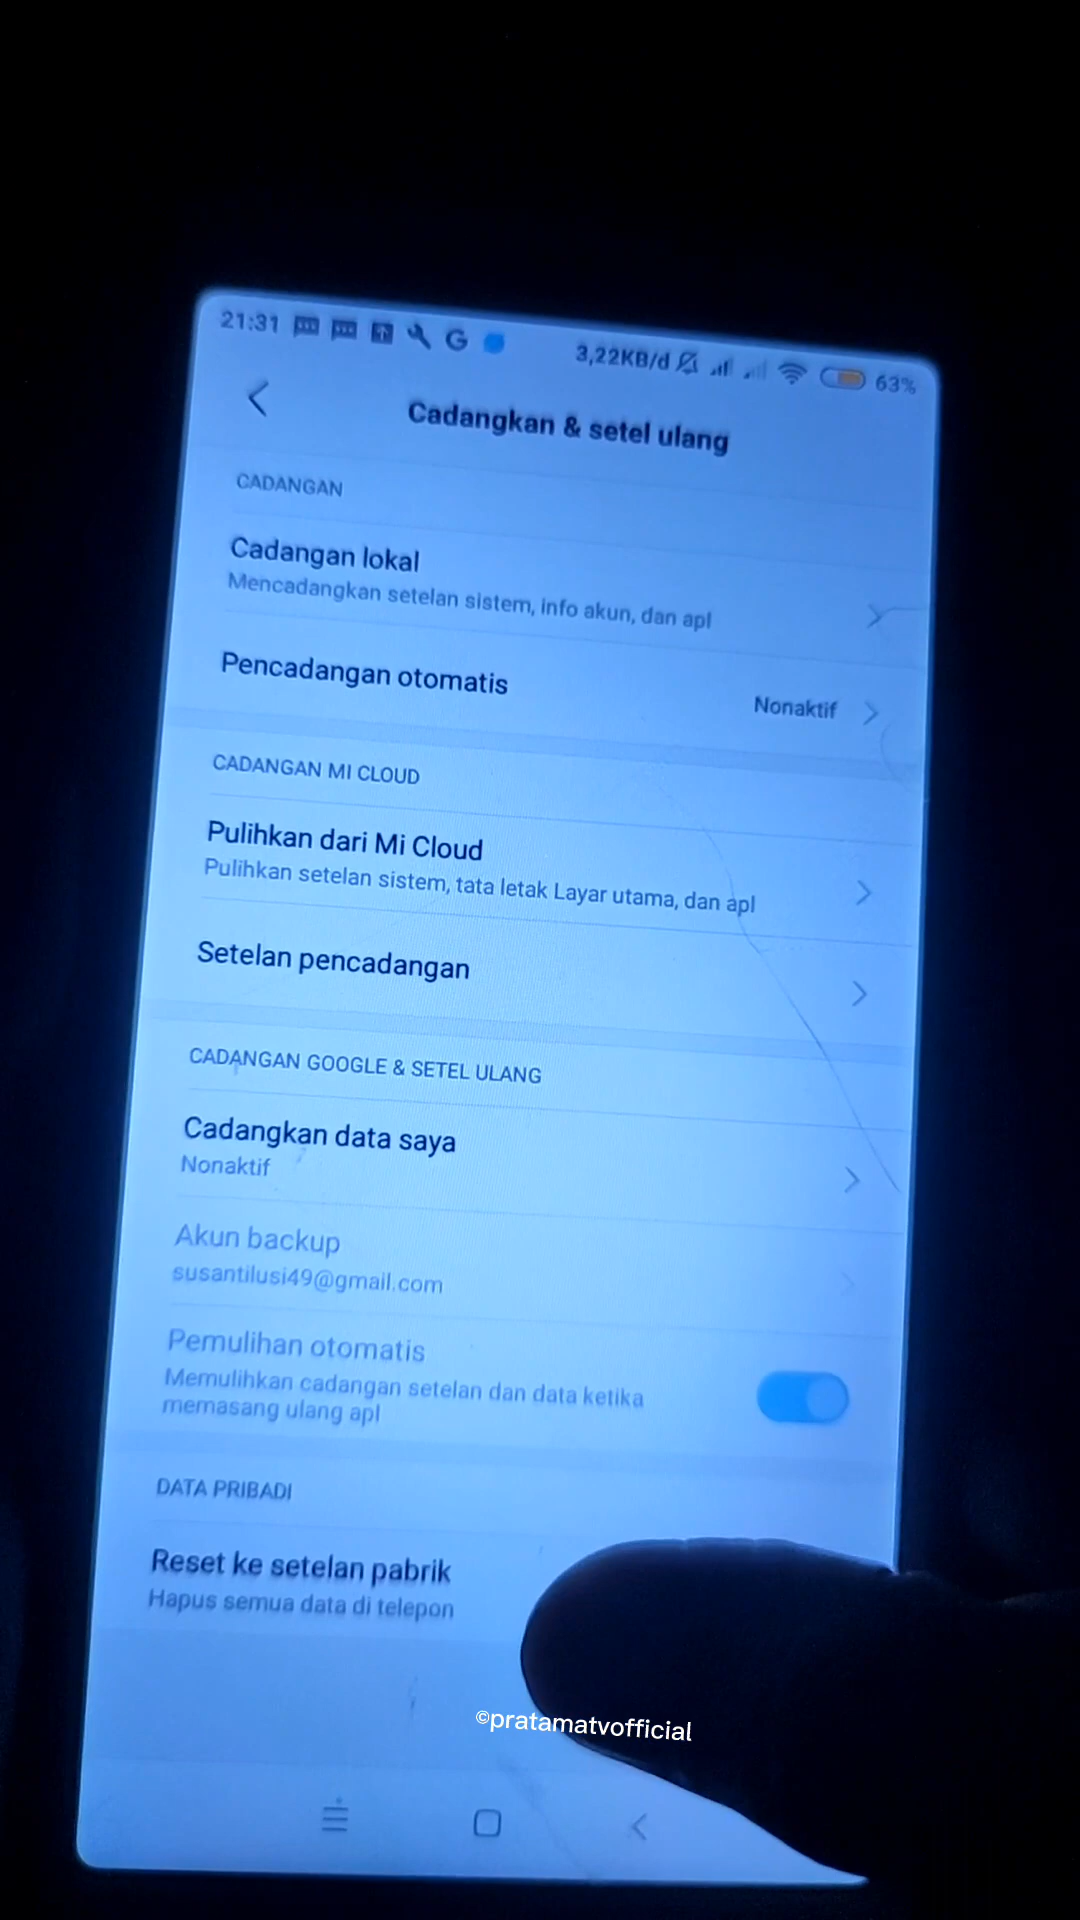 21:31
3,22KB/d
63%
Cadangkan & setel ulang
CADANGAN
Cadangan lokal
Mencadangkan setelan sistem, info akun, dan apl
Pencadangan otomatis
Nonaktif
CADANGAN MI CLOUD
Pulihkan dari Mi Cloud
Pulihkan setelan sistem, tata letak Layar utama, dan apl
Setelan pencadangan
CADANGAN GOOGLE & SETEL ULANG
Cadangkan data saya
Nonaktif
Akun backup
susantilusi49@gmail.com
Pemulihan otomatis
Memulihkan cadangan setelan dan data ketika
memasang ulang apl
DATA PRIBADI
Reset ke setelan pabrik
Hapus semua data di telepon
©pratamatvofficial